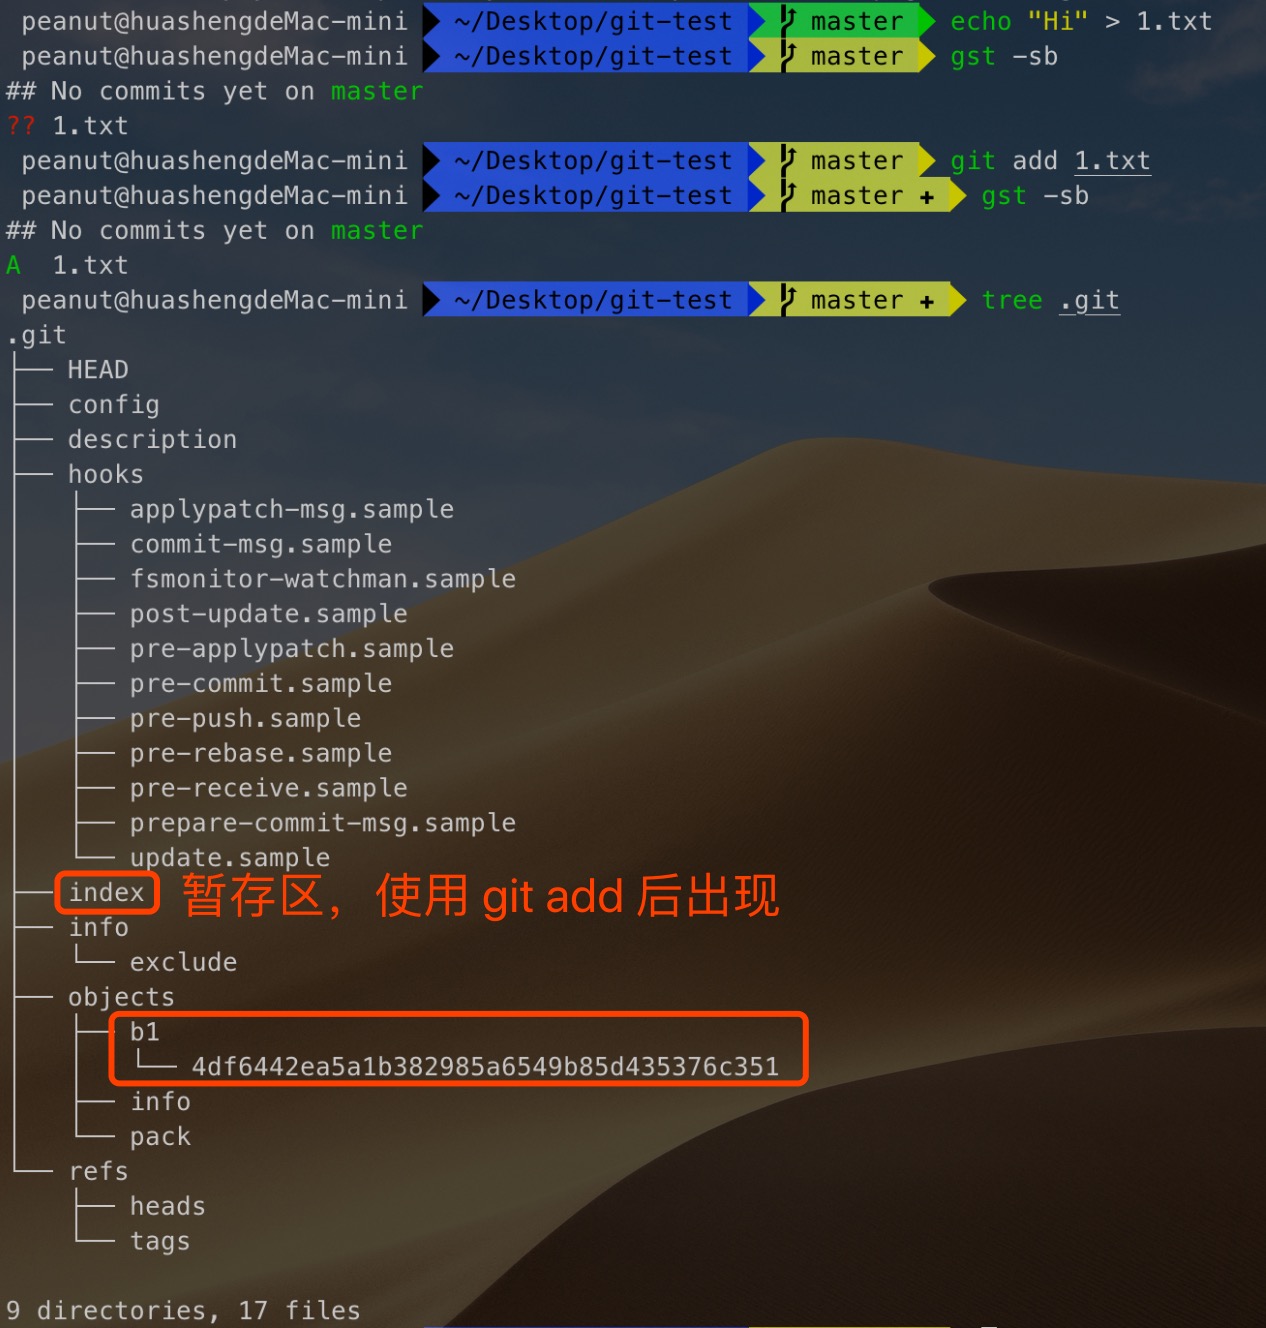 peanut@huashengdeMac-mini ~/Desktop/git-test master echo "Hi" > 1.txt
peanut@huashengdeMac-mini ~/Desktop/git-test master gst -sb
## No commits yet on master
?? 1.txt
peanut@huashengdeMac-mini ~/Desktop/git-test master git add 1.txt
peanut@huashengdeMac-mini ~/Desktop/git-test master + gst -sb
## No commits yet on master
A  1.txt
peanut@huashengdeMac-mini ~/Desktop/git-test master + tree .git
.git
├── HEAD
├── config
├── description
├── hooks
│   ├── applypatch-msg.sample
│   ├── commit-msg.sample
│   ├── fsmonitor-watchman.sample
│   ├── post-update.sample
│   ├── pre-applypatch.sample
│   ├── pre-commit.sample
│   ├── pre-push.sample
│   ├── pre-rebase.sample
│   ├── pre-receive.sample
│   ├── prepare-commit-msg.sample
│   └── update.sample
├── index 暂存区，使用 git add 后出现
├── info
│   └── exclude
├── objects
│   ├── b1
│   │   └── 4df6442ea5a1b382985a6549b85d435376c351
│   ├── info
│   └── pack
└── refs
    ├── heads
    └── tags
9 directories, 17 files